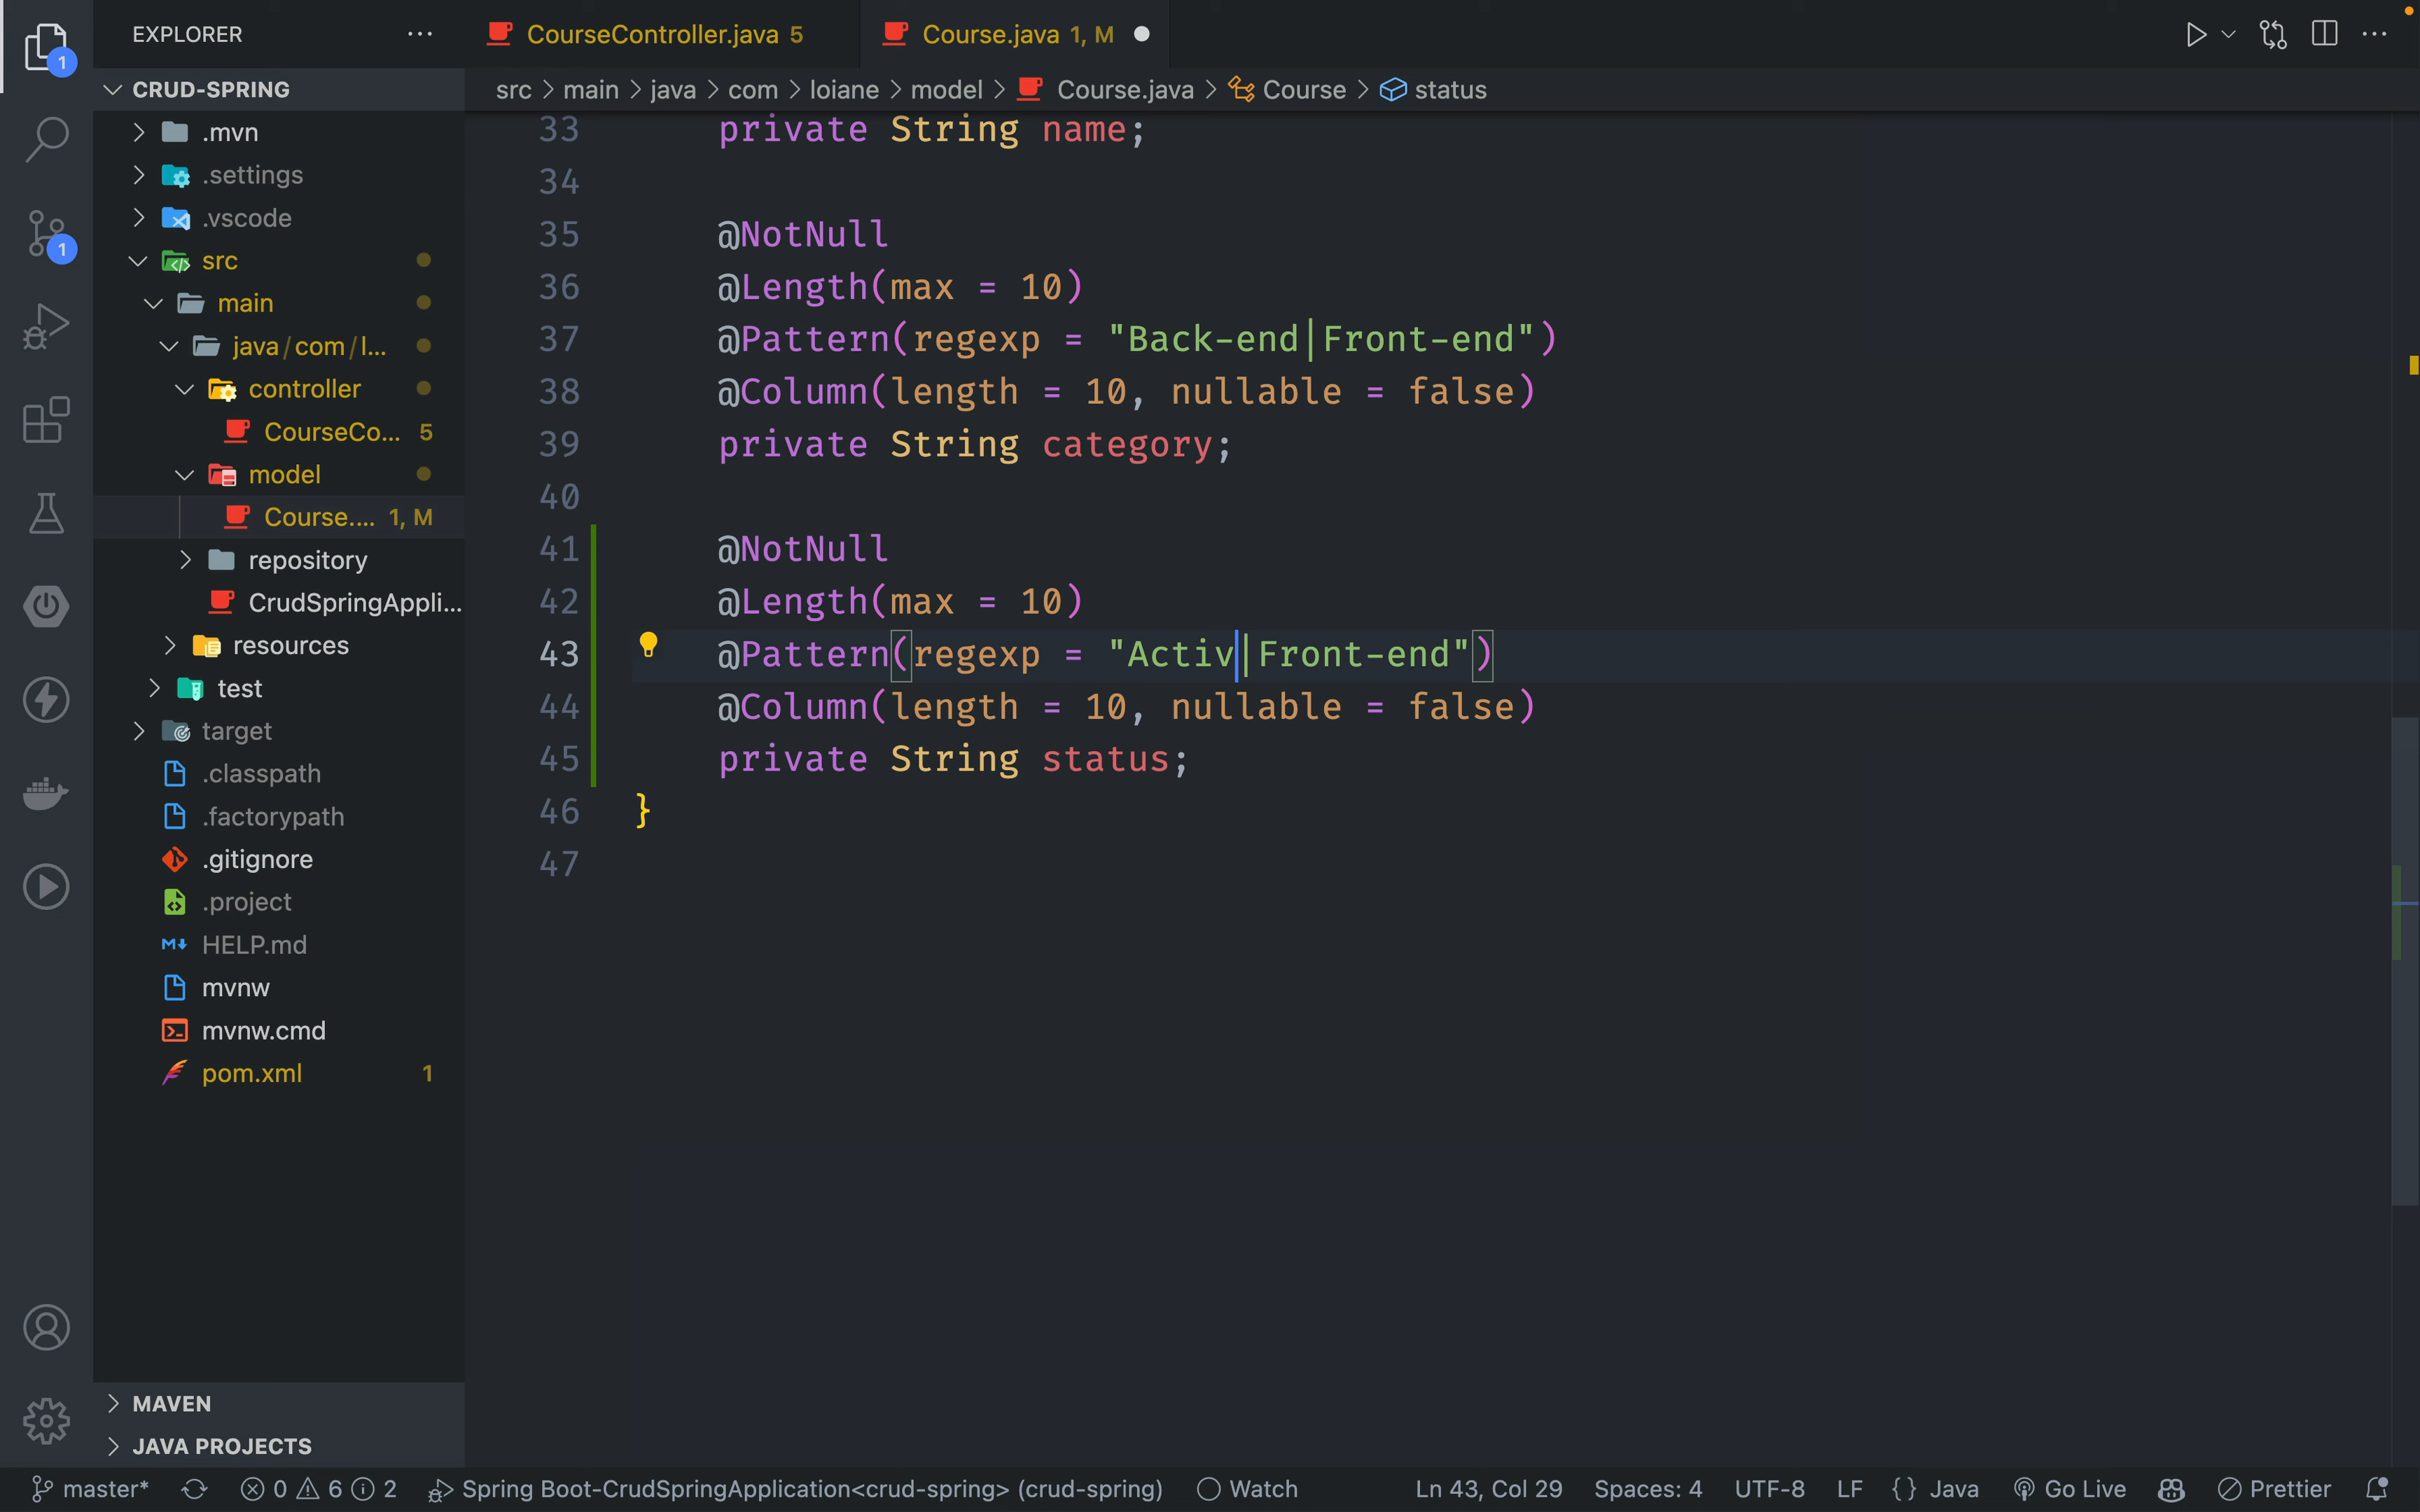 EXPLORER
CourseController.java 5
Course.java 1, M
CRUD-SPRING
src > main > java > com > loiane > model > Course.java > Course > status
.mvn
.settings
.vscode
src
main
java/com/l...
controller
CourseCo... 5
model
Course.... 1, M
repository
CrudSpringAppli...
resources
test
target
.classpath
.factorypath
.gitignore
.project
HELP.md
mvnw
mvnw.cmd
pom.xml 1
MAVEN
JAVA PROJECTS
1
1
33 private String name;
34
35 @NotNull
36 @Length(max = 10)
37 @Pattern(regexp = "Back-end|Front-end")
38 @Column(length = 10, nullable = false)
39 private String category;
40
41 @NotNull
42 @Length(max = 10)
43 @Pattern(regexp = "Activ|Front-end")
44 @Column(length = 10, nullable = false)
45 private String status;
46 }
47
master* 0 6 2 Spring Boot-CrudSpringApplication<crud-spring> (crud-spring) Watch Ln 43, Col 29 Spaces: 4 UTF-8 LF {} Java Go Live Prettier